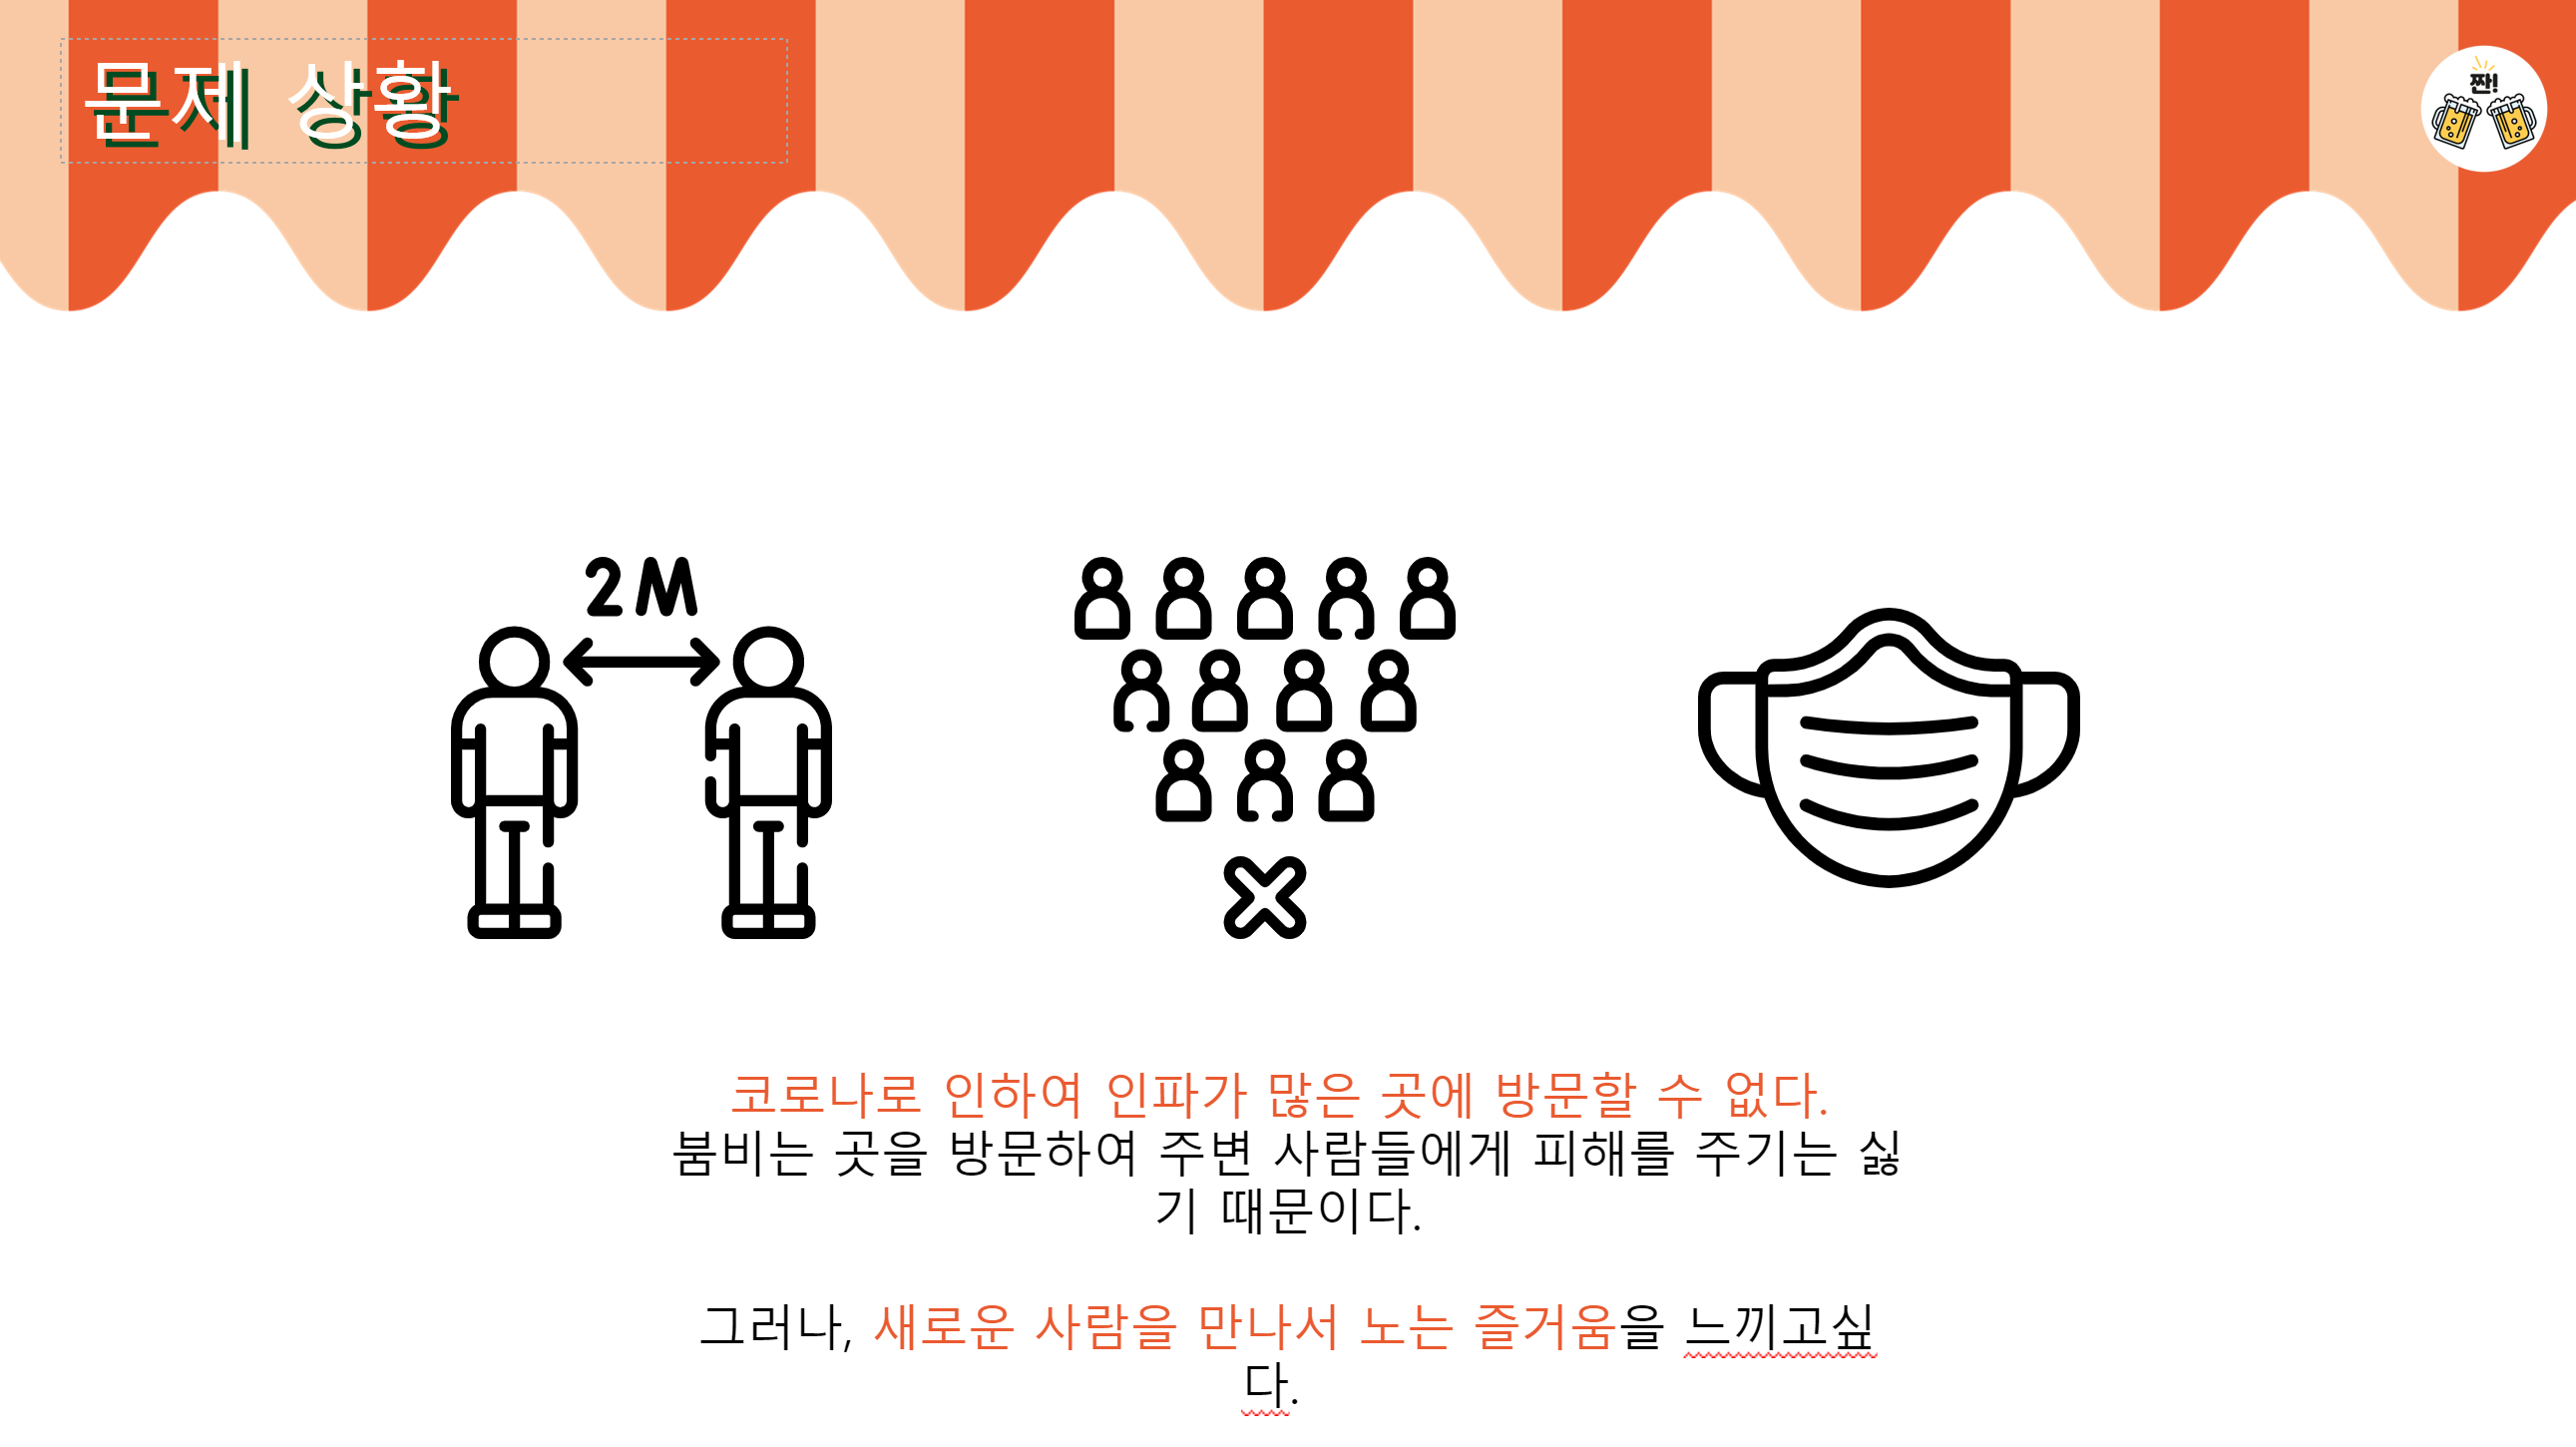 문제 상황
짠!
2M
코로나로 인하여 인파가 많은 곳에 방문할 수 없다.
붐비는 곳을 방문하여 주변 사람들에게 피해를 주기는 싫
기 때문이다.
그러나, 새로운 사람을 만나서 노는 즐거움을 느끼고싶
다.